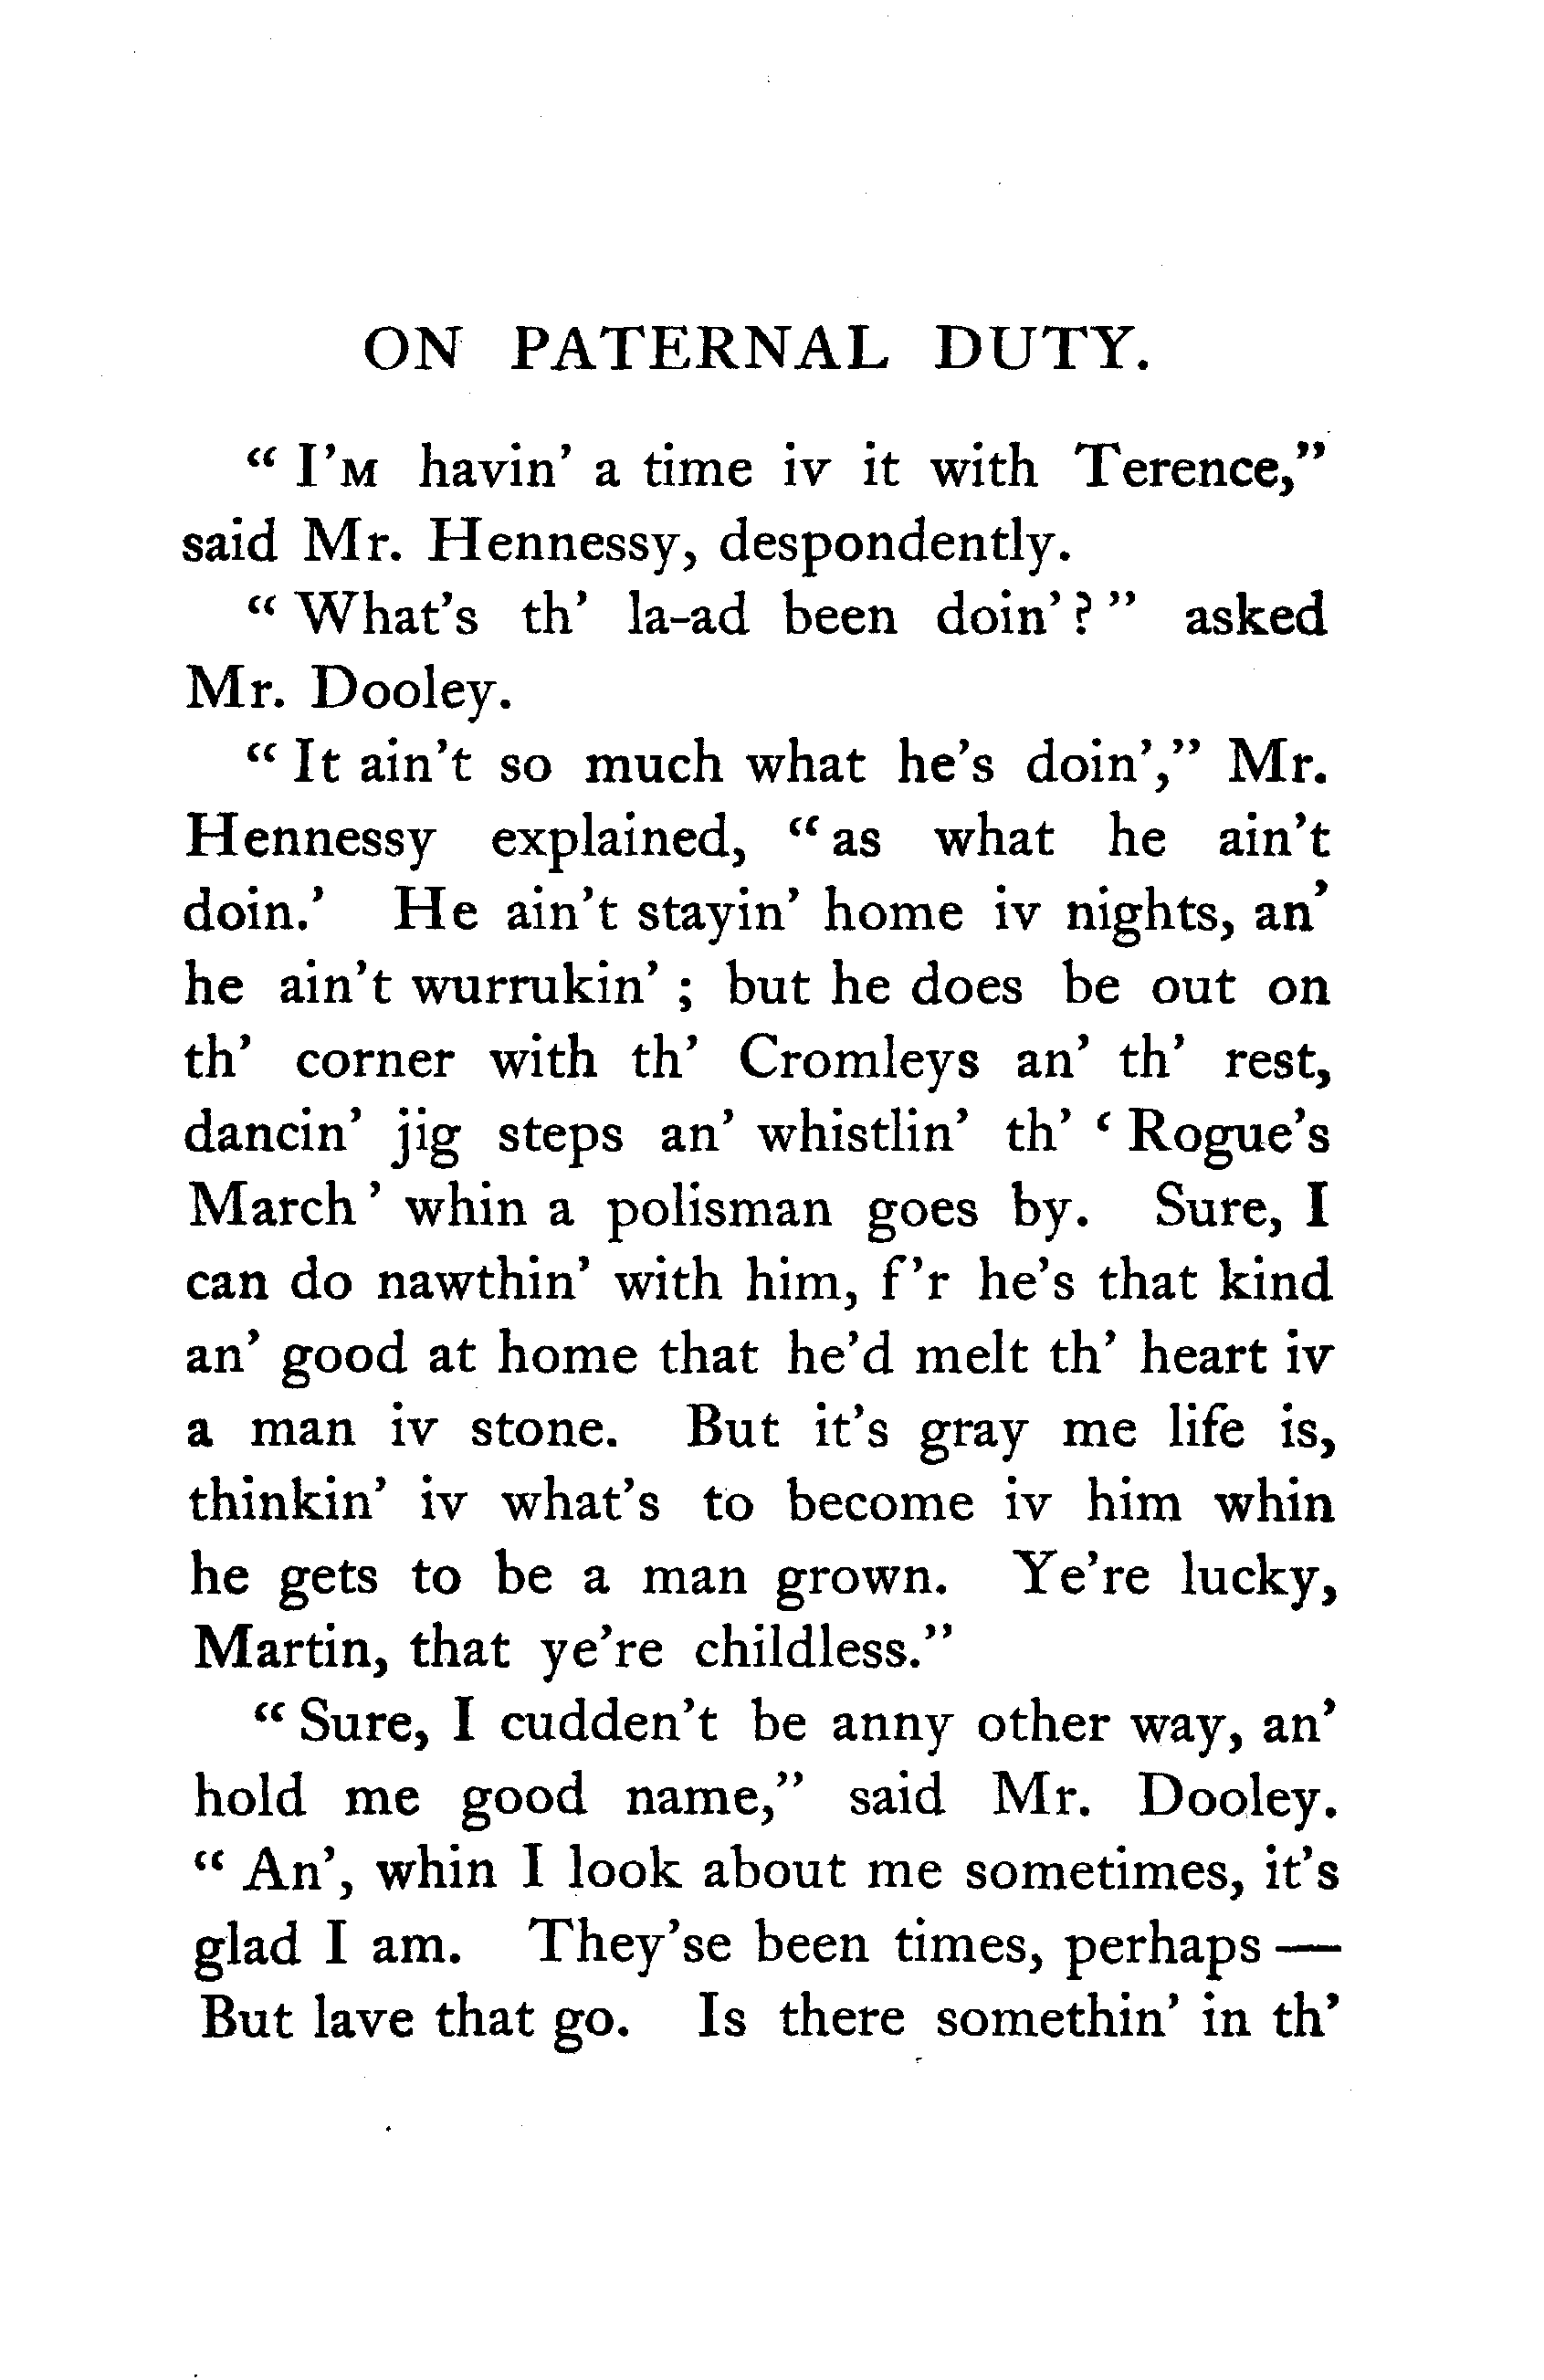 ON PATERNAL DUTY.
“ I’M havin’ a time iv it with Terence,”
said Mr. Hennessy, despondently.
“ What’s th’ la-ad been doin’ ? ” asked
Mr. Dooley.
“ It ain’t so much what he’s doin’,” Mr.
Hennessy explained, “ as what he ain’t
doin.’ He ain’t stayin’ home iv nights, an’
he ain’t wurrukin’ ; but he does be out on
th’ corner with th’ Cromleys an’ th’ rest,
dancin’ jig steps an’ whistlin’ th’ ‘ Rogue’s
March ’ whin a polisman goes by. Sure, I
can do nawthin’ with him, f’r he’s that kind
an’ good at home that he’d melt th’ heart iv
a man iv stone. But it’s gray me life is,
thinkin’ iv what’s to become iv him whin
he gets to be a man grown. Ye’re lucky,
Martin, that ye’re childless.”
“ Sure, I cudden’t be anny other way, an’
hold me good name,” said Mr. Dooley.
“ An’, whin I look about me sometimes, it’s
glad I am. They’se been times, perhaps —
But lave that go. Is there somethin’ in th’